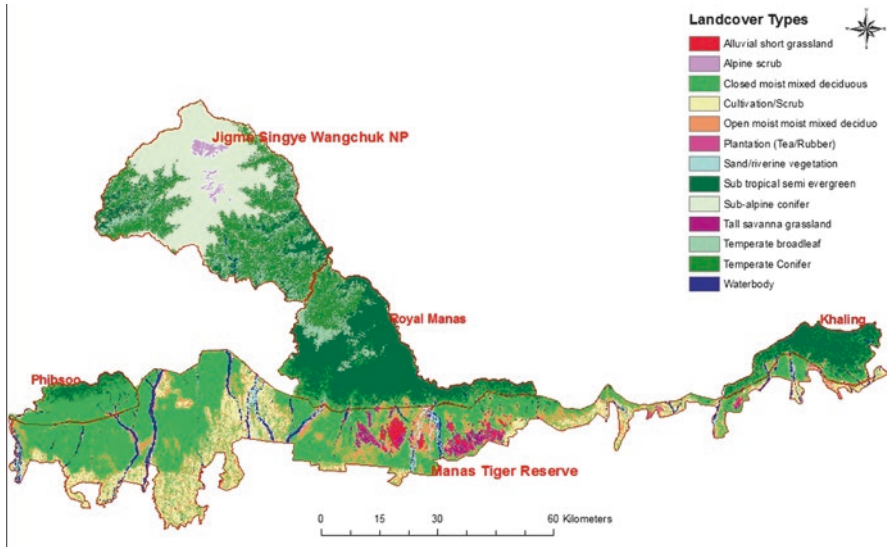 Landcover Types
Alluvial short grassland
Alpine scrub
Closed moist mixed deciduous
Cultivation/Scrub
Open moist moist mixed deciduo
Plantation (Tea/Rubber)
Sand/riverine vegetation
Sub tropical semi evergreen
Sub-alpine conifer
Tall savanna grassland
Temperate broadleaf
Temperate Conifer
Waterbody
Jigme Singye Wangchuk NP
Royal Manas
Khaling
Phibsoo
Manas Tiger Reserve
0 15 30 60 Kilometers